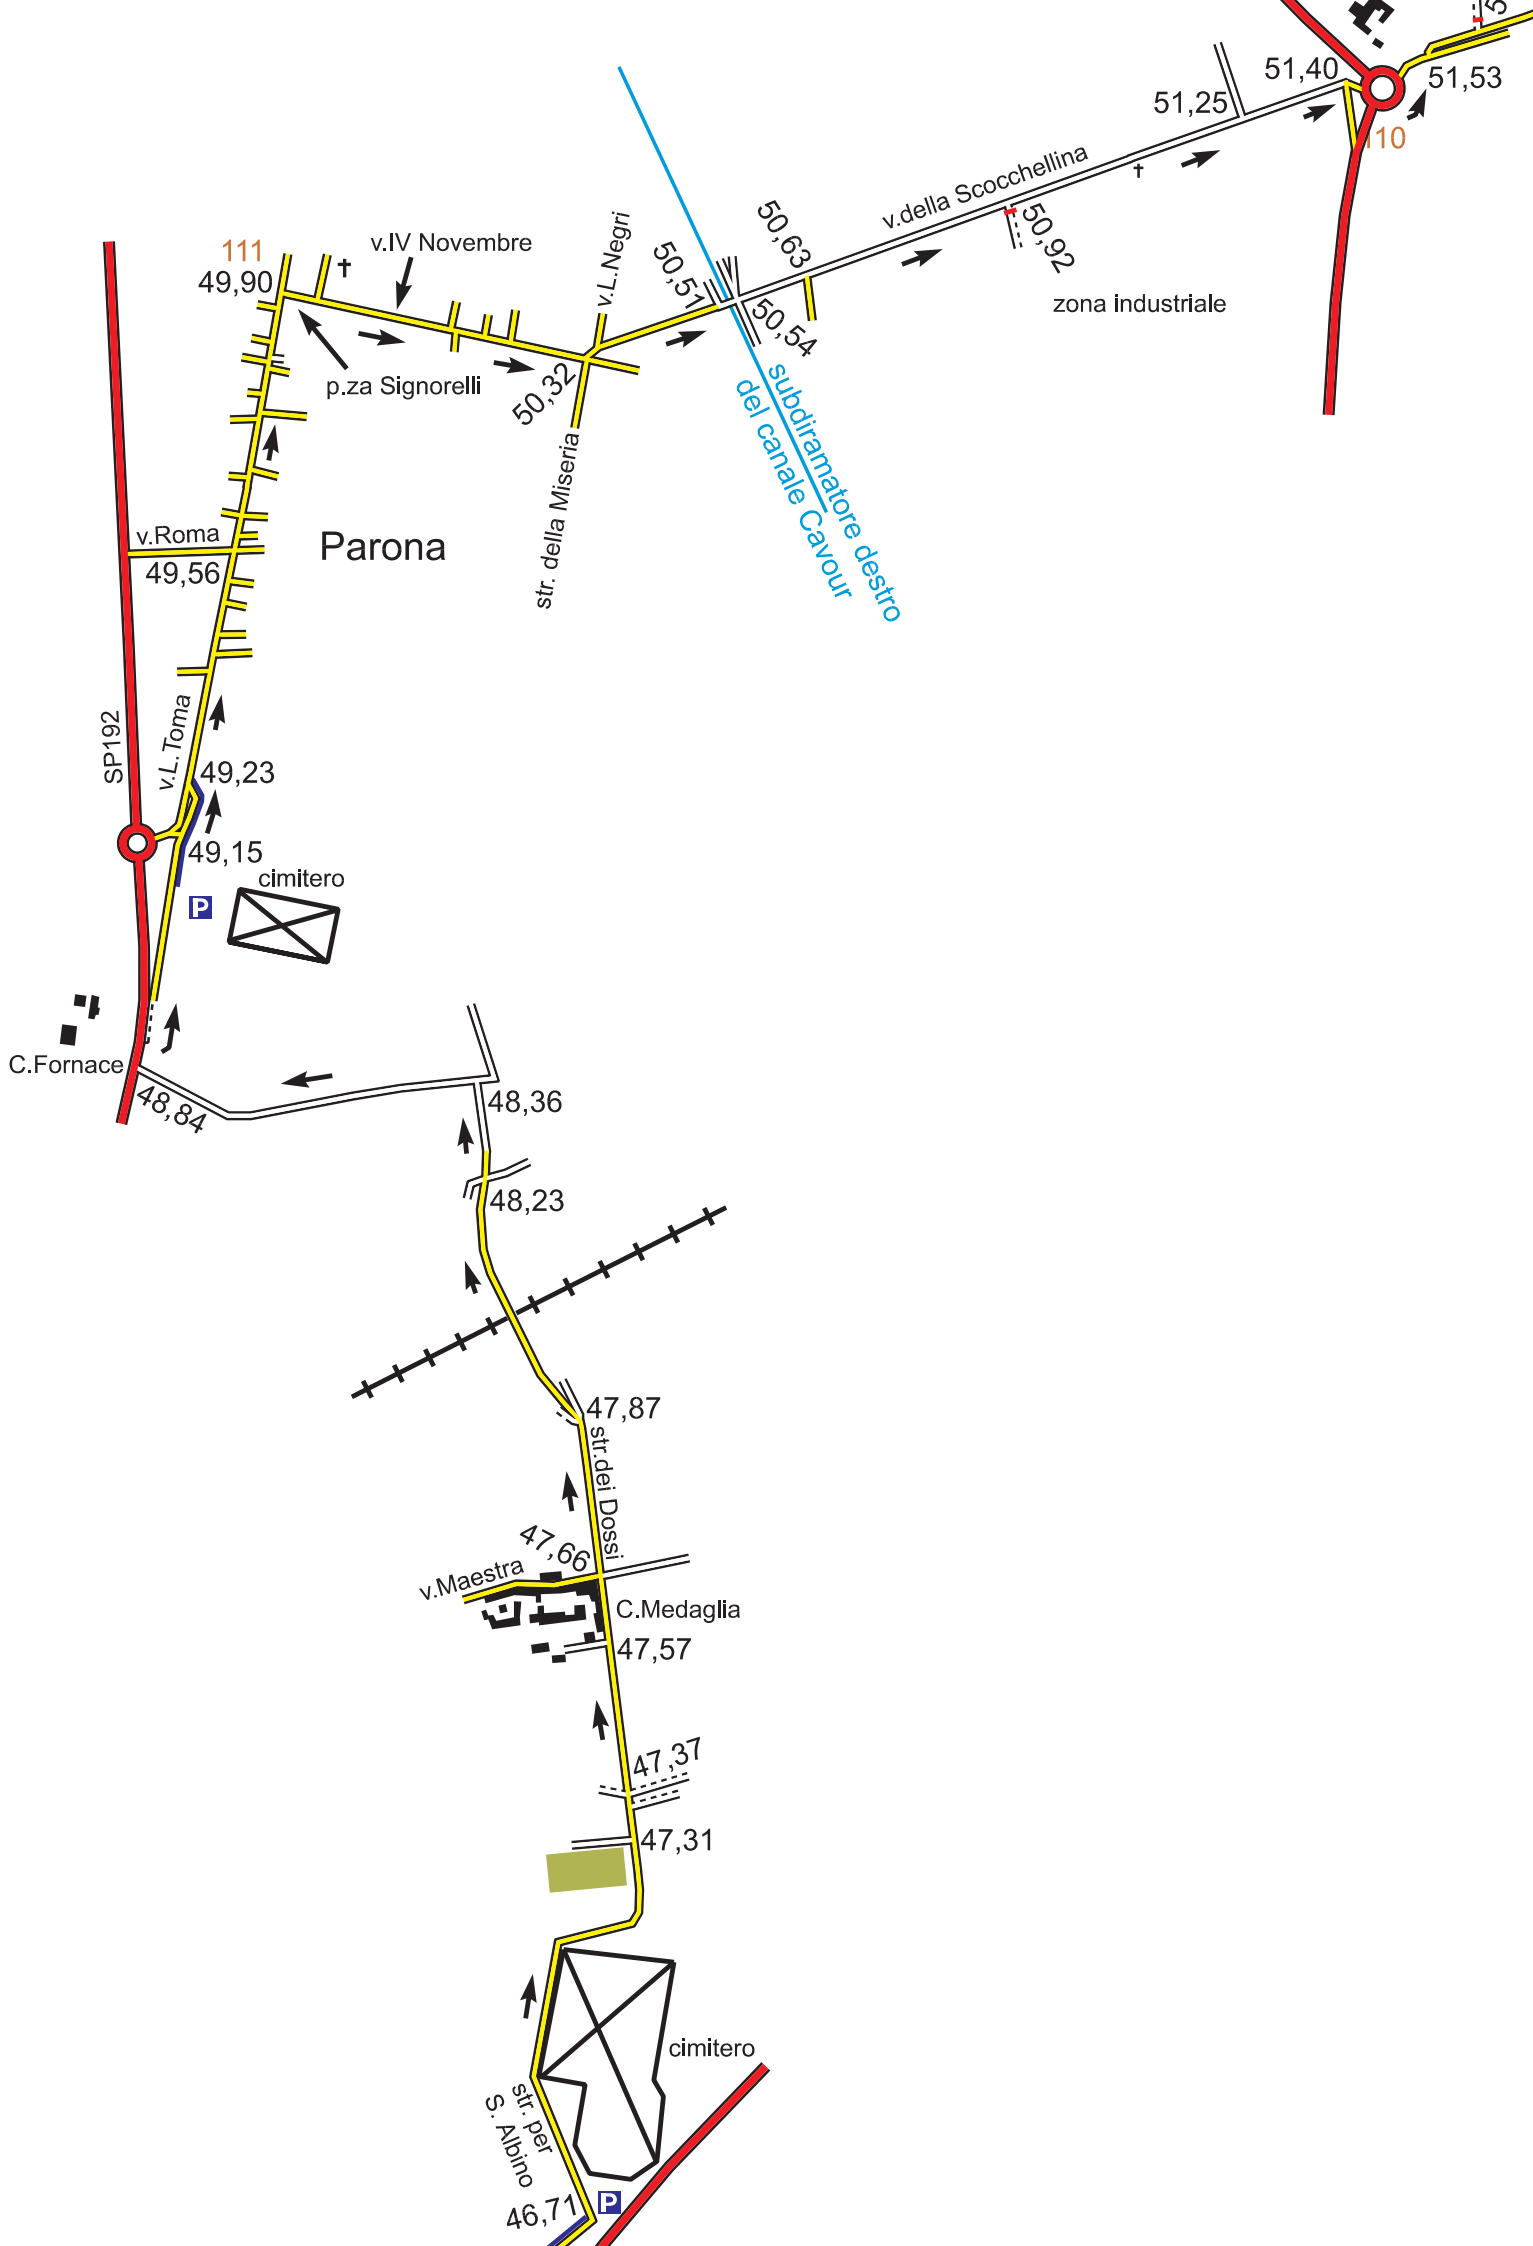 5
51,40
51,53
51,25
110
v.della Scocchellina
50,92
50,63
zona industriale
v.L.Negri
50,51
50,54
v.IV Novembre
111
49,90
p.za Signorelli
50,32
subdiramatore destro
del canale Cavour
str. della Miseria
v.Roma
Parona
49,56
SP192
v.L.Toma
49,23
49,15
cimitero
P
C.Fornace
48,84
48,36
48,23
47,87
str.dei Dossi
47,66
v.Maestra
C.Medaglia
47,57
47,37
47,31
cimitero
str. per
S. Albino
46,71
P